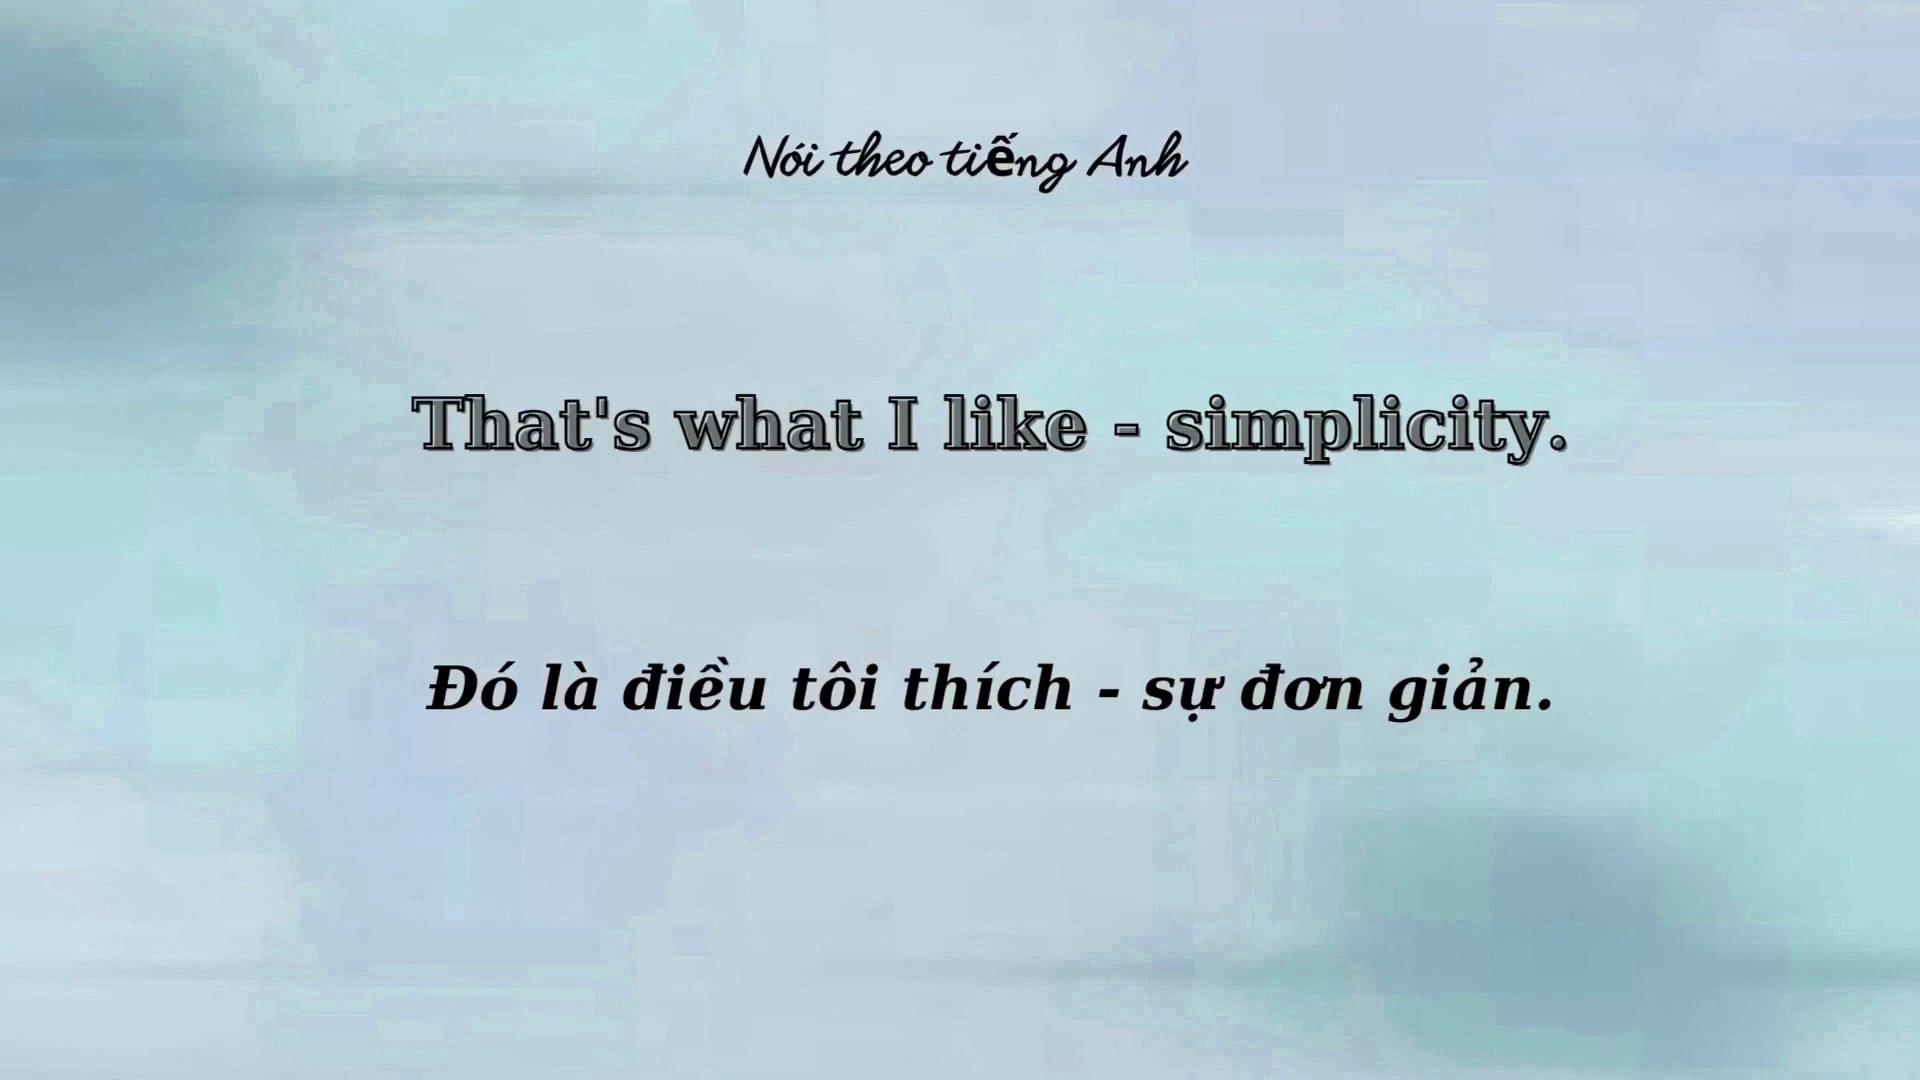 Nói theo tiếng Anh
That's what I like - simplicity.
Đó là điều tôi thích - sự đơn giản.